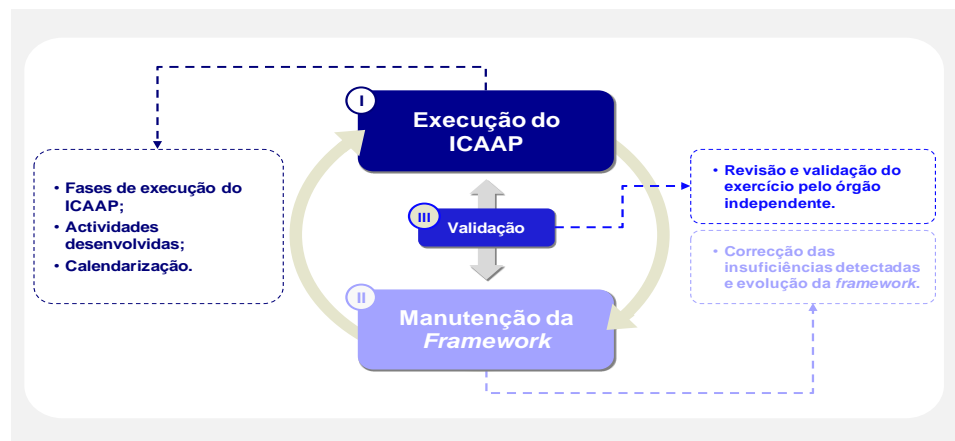 I
Execução do
ICAAP
• Fases de execução do
ICAAP;
• Actividades
desenvolvidas;
• Calendarização.
III
Validação
• Revisão e validação do
exercício pelo órgão
independente.
• Correcção das
insuficiências detectadas
e evolução da framework.
II
Manutenção da
Framework